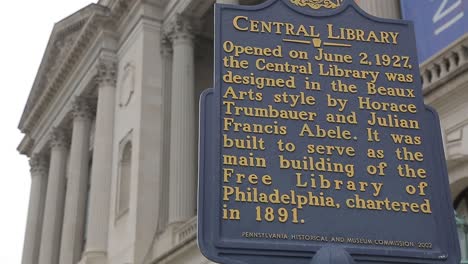 CENTRAL LIBRARY
Opened on June 2,1927,
the Central Library was
designed in the Beaux
Arts style by Horace
Trumbauer and Julian
Francis Abele. It was
built to serve as the
main building of the
Free Library of
Philadelphia, chartered
in 1891.
PENNSYLVANIA HISTORICAL AND MUSEUM COMMISSION, 2002